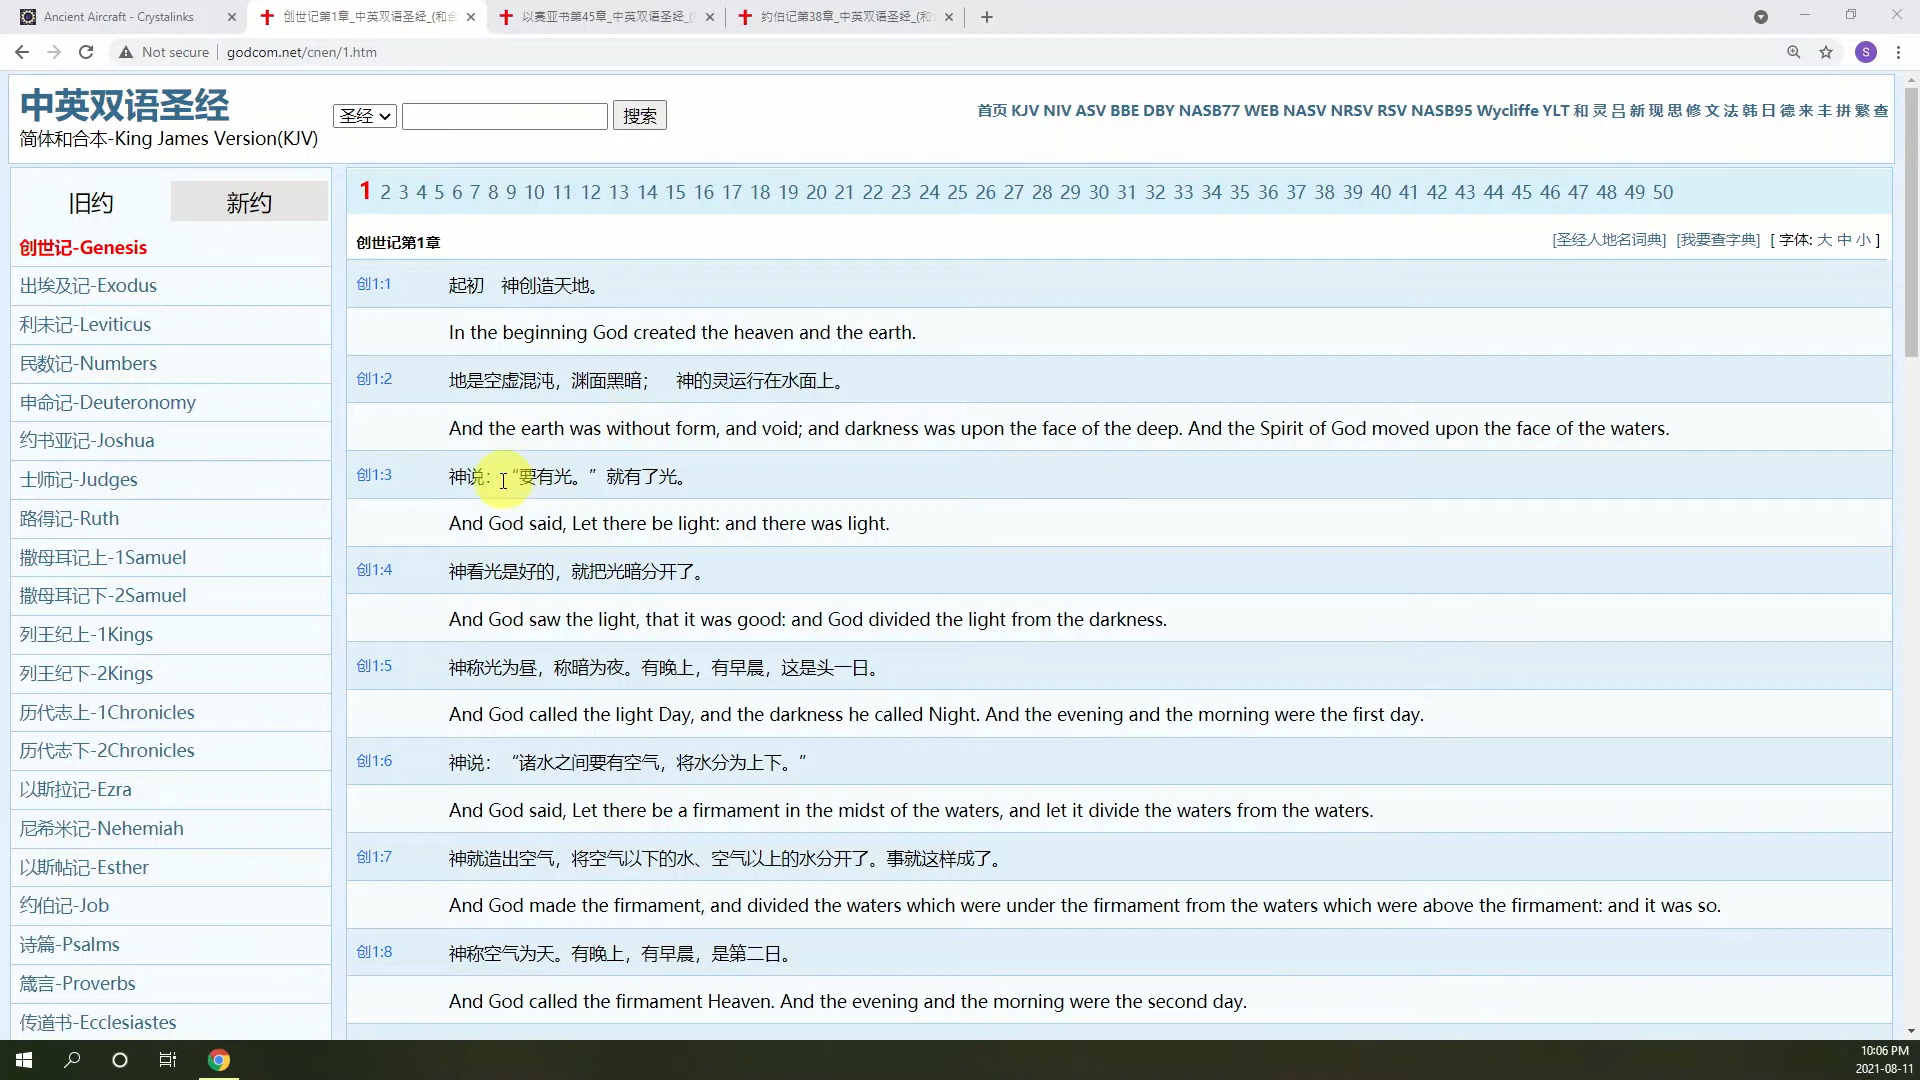 Ancient Aircraft - Crystalinks
创世记第1章_中英双语圣经_(和合
以赛亚书第45章_中英双语圣经_(
约伯记第38章_中英双语圣经_(和
S
Not secure
godcom.net/cnen/1.htm
中英双语圣经
简体和合本-King James Version(KJV)
圣经
搜索
首页 KJV NIV ASV BBE DBY NASB77 WEB NASV NRSV RSV NASB95 Wycliffe YLT 和 灵 吕 新 现 思 修 文 法 韩 日 德 来 丰 拼 繁 查
旧约
新约
创世记-Genesis
出埃及记-Exodus
利未记-Leviticus
民数记-Numbers
申命记-Deuteronomy
约书亚记-Joshua
士师记-Judges
路得记-Ruth
撒母耳记上-1Samuel
撒母耳记下-2Samuel
列王纪上-1Kings
列王纪下-2Kings
历代志上-1Chronicles
历代志下-2Chronicles
以斯拉记-Ezra
尼希米记-Nehemiah
以斯帖记-Esther
约伯记-Job
诗篇-Psalms
箴言-Proverbs
传道书-Ecclesiastes
1 2 3 4 5 6 7 8 9 10 11 12 13 14 15 16 17 18 19 20 21 22 23 24 25 26 27 28 29 30 31 32 33 34 35 36 37 38 39 40 41 42 43 44 45 46 47 48 49 50
创世记第1章
[圣经人地名词典] [我要查字典] [ 字体: 大 中 小 ]
创1:1 起初 神创造天地。
In the beginning God created the heaven and the earth.
创1:2 地是空虚混沌，渊面黑暗； 神的灵运行在水面上。
And the earth was without form, and void; and darkness was upon the face of the deep. And the Spirit of God moved upon the face of the waters.
创1:3 神说：“要有光。”就有了光。
And God said, Let there be light: and there was light.
创1:4 神看光是好的，就把光暗分开了。
And God saw the light, that it was good: and God divided the light from the darkness.
创1:5 神称光为昼，称暗为夜。有晚上，有早晨，这是头一日。
And God called the light Day, and the darkness he called Night. And the evening and the morning were the first day.
创1:6 神说：“诸水之间要有空气，将水分为上下。”
And God said, Let there be a firmament in the midst of the waters, and let it divide the waters from the waters.
创1:7 神就造出空气，将空气以下的水、空气以上的水分开了。事就这样成了。
And God made the firmament, and divided the waters which were under the firmament from the waters which were above the firmament: and it was so.
创1:8 神称空气为天。有晚上，有早晨，是第二日。
And God called the firmament Heaven. And the evening and the morning were the second day.
10:06 PM
2021-08-11